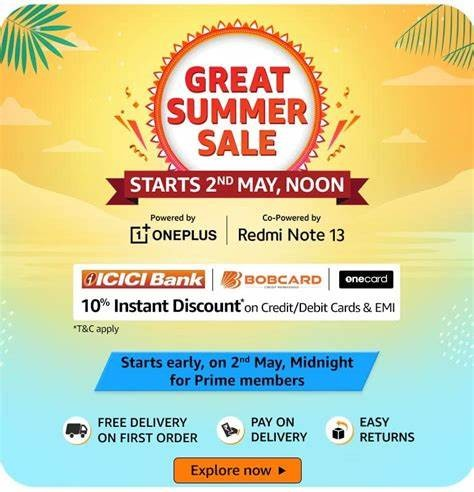 GREAT
SUMMER
SALE
STARTS 2ND MAY, NOON
Powered by
1+ ONEPLUS
Co-Powered by
Redmi Note 13
ICICI Bank
BOBCARD
onecard
10% Instant Discount* on Credit/Debit Cards & EMI
*T&C apply
Starts early, on 2nd May, Midnight
for Prime members
FREE DELIVERY
ON FIRST ORDER
PAY ON
DELIVERY
EASY
RETURNS
Explore now